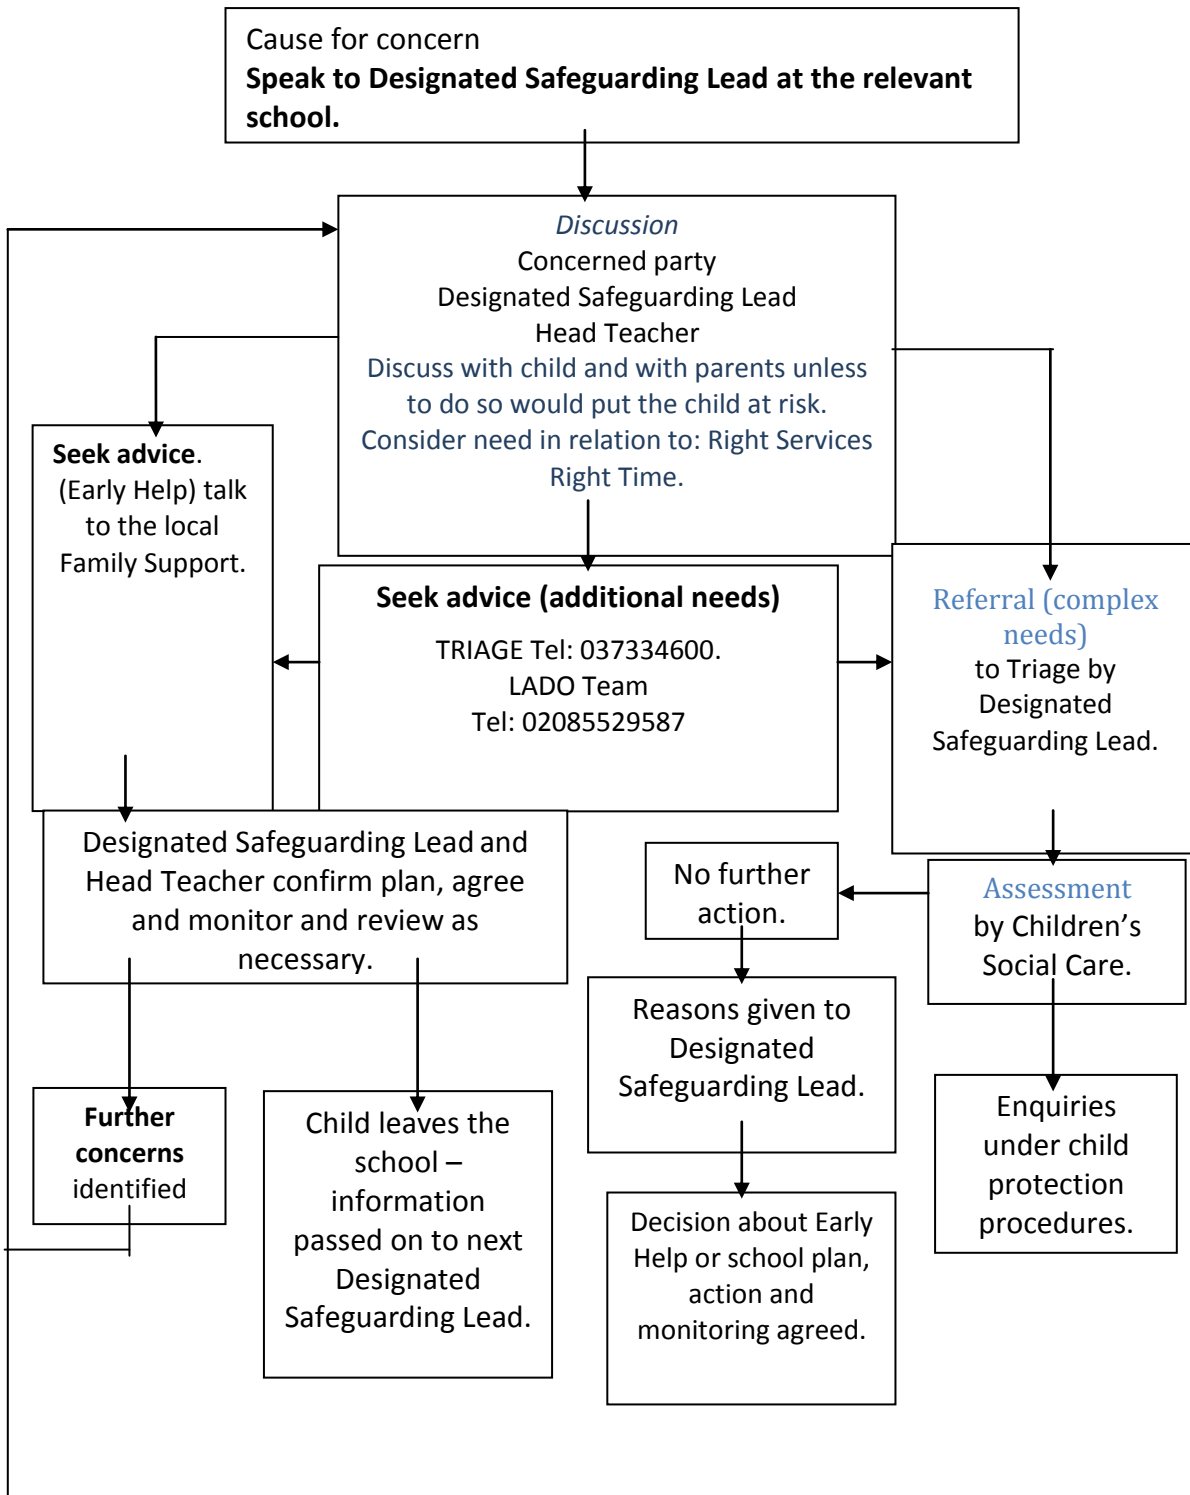 Cause for concern
Speak to Designated Safeguarding Lead at the relevant
school.
Discussion
Concerned party
Designated Safeguarding Lead
Head Teacher
Discuss with child and with parents unless
to do so would put the child at risk.
Consider need in relation to: Right Services
Right Time.
Seek advice.
(Early Help) talk
to the local
Family Support.
Seek advice (additional needs)
TRIAGE Tel: 037334600.
LADO Team
Tel: 02085529587
Referral (complex
needs)
to Triage by
Designated
Safeguarding Lead.
Designated Safeguarding Lead and
Head Teacher confirm plan, agree
and monitor and review as
necessary.
No further
action.
Assessment
by Children’s
Social Care.
Reasons given to
Designated
Safeguarding Lead.
Further
concerns
identified
Child leaves the
school –
information
passed on to next
Designated
Safeguarding Lead.
Decision about Early
Help or school plan,
action and
monitoring agreed.
Enquiries
under child
protection
procedures.